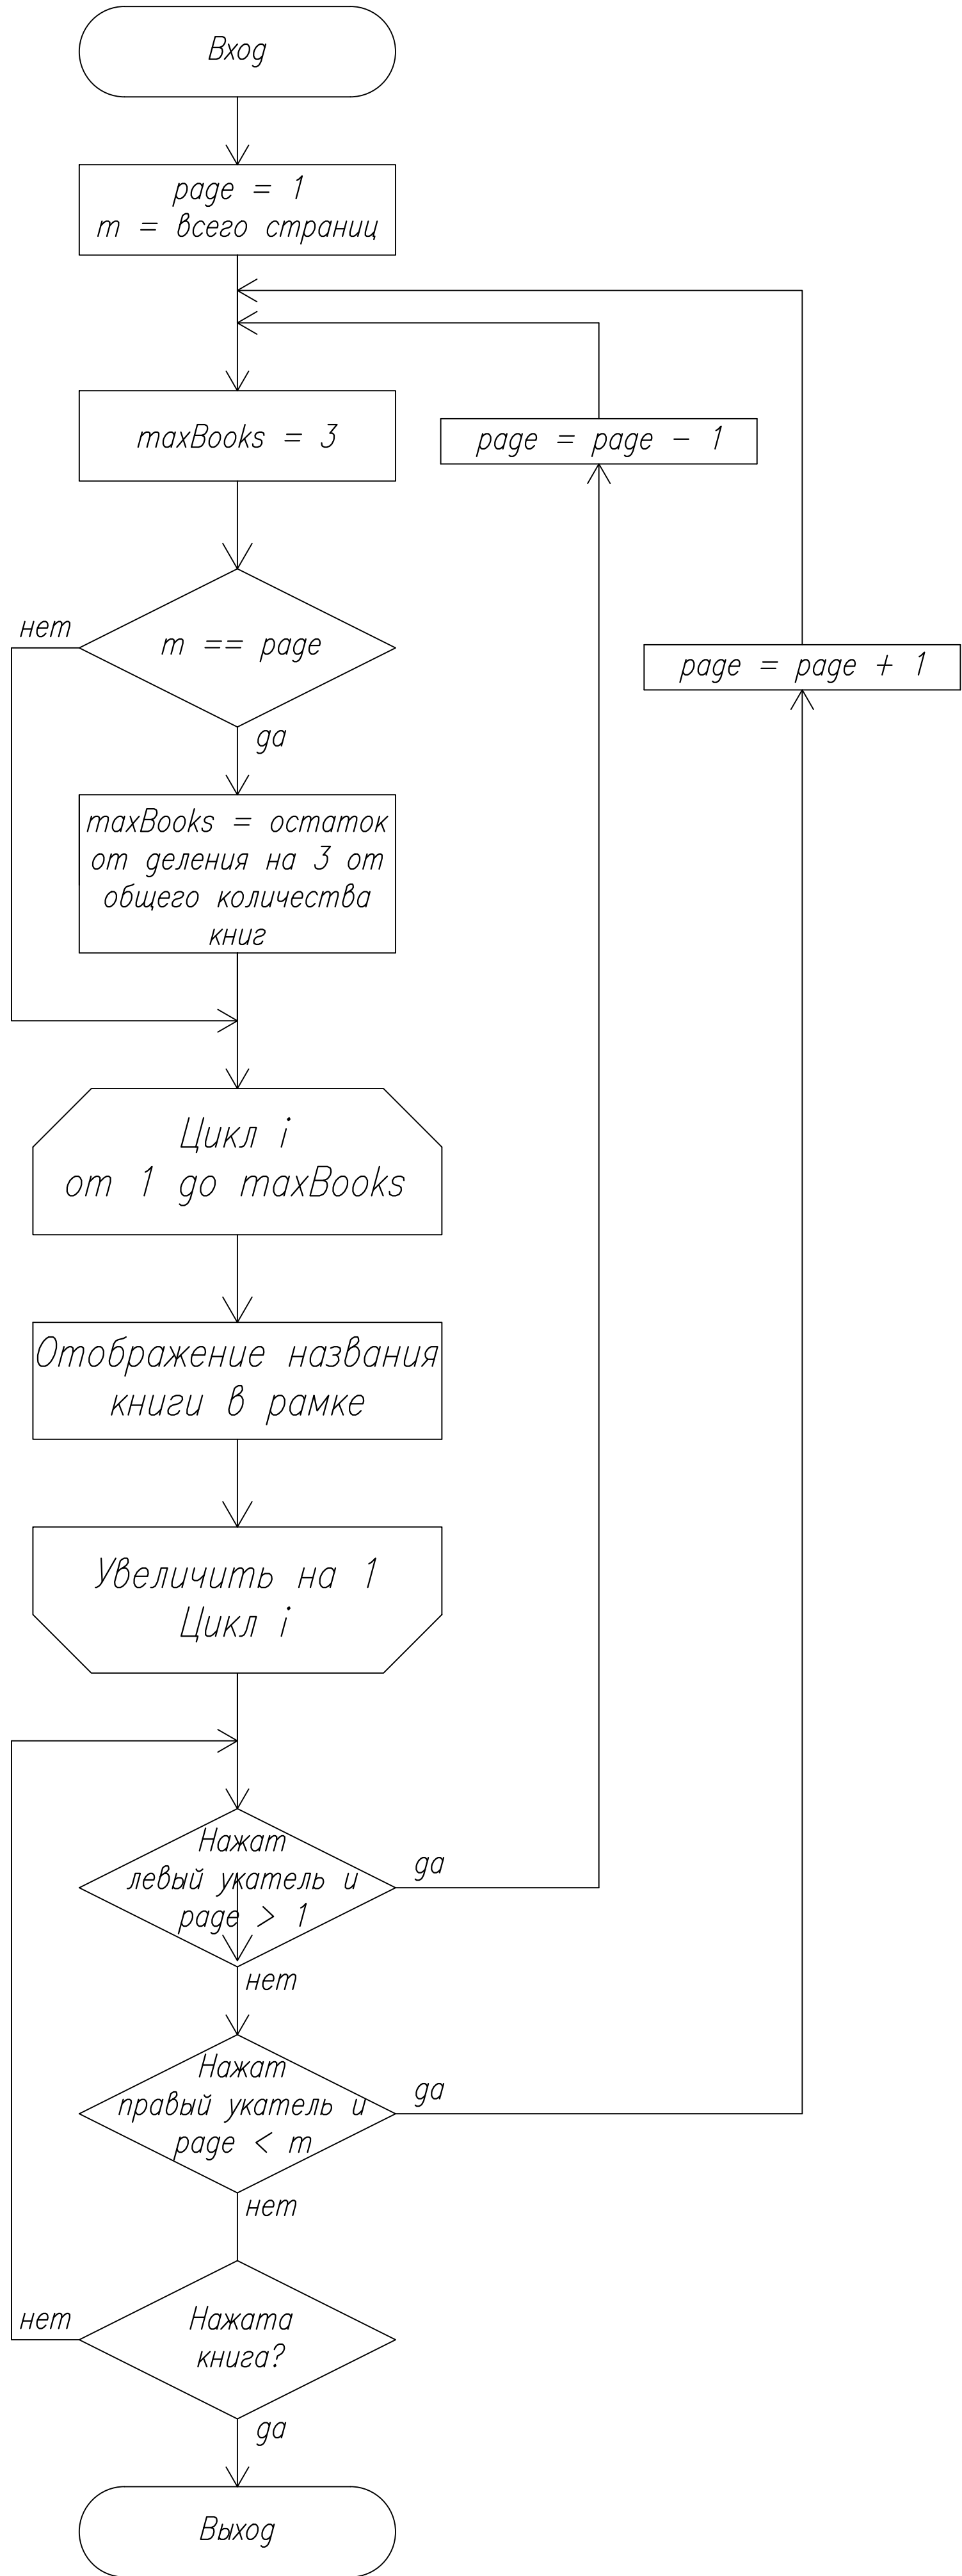 Вход
page = 1
m = всего страниц
maxBooks = 3
page = page - 1
нет
m == page
page = page + 1
да
maxBooks = остаток
от деления на 3 от
общего количества
книг
Цикл i
от 1 до maxBooks
Отображение названия
книги в рамке
Увеличить на 1
Цикл i
Нажат
левый укатель и
page > 1
да
нет
Нажат
правый укатель и
page < m
да
нет
нет
Нажата
книга?
да
Выход